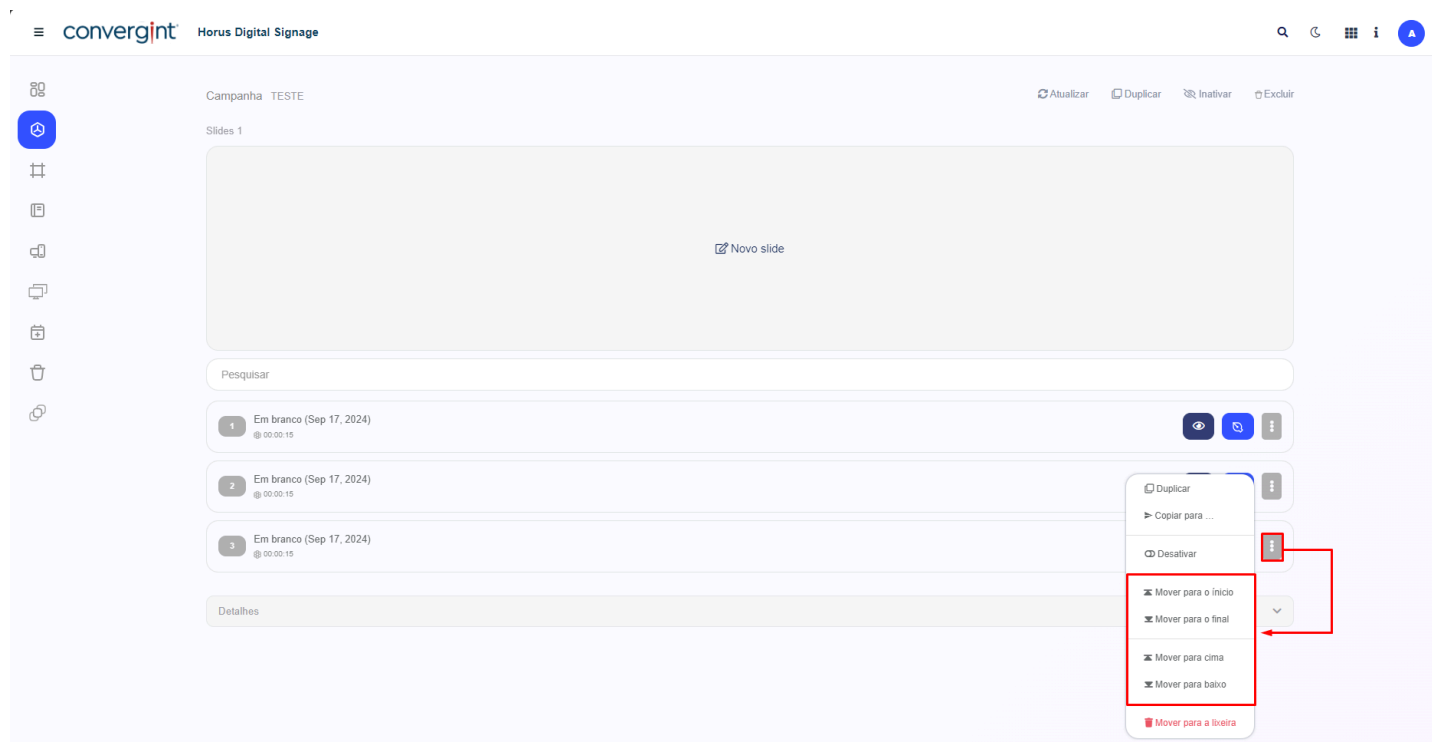 convergint
Horus Digital Signage
A
Campanha TESTE
Atualizar
Duplicar
Inativar
Excluir
Slides 1
Novo slide
Pesquisar
1
Em branco (Sep 17, 2024)
00:00:15
2
Em branco (Sep 17, 2024)
00:00:15
3
Em branco (Sep 17, 2024)
00:00:15
Detalhes
Duplicar
Copiar para ...
Desativar
Mover para o ínicio
Mover para o final
Mover para cima
Mover para baixo
Mover para a lixeira